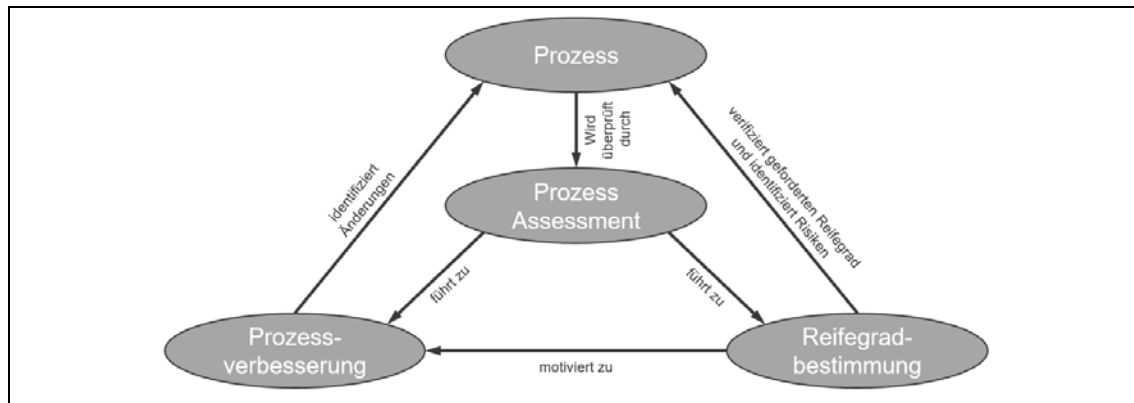 Prozess
Wird
überprüft
durch
verifiziert geforderten Reifegrad
und identifiziert Risiken
identifiziert
Änderungen
Prozess
Assessment
führt zu
führt zu
Prozess-
verbesserung
motiviert zu
Reifegrad-
bestimmung